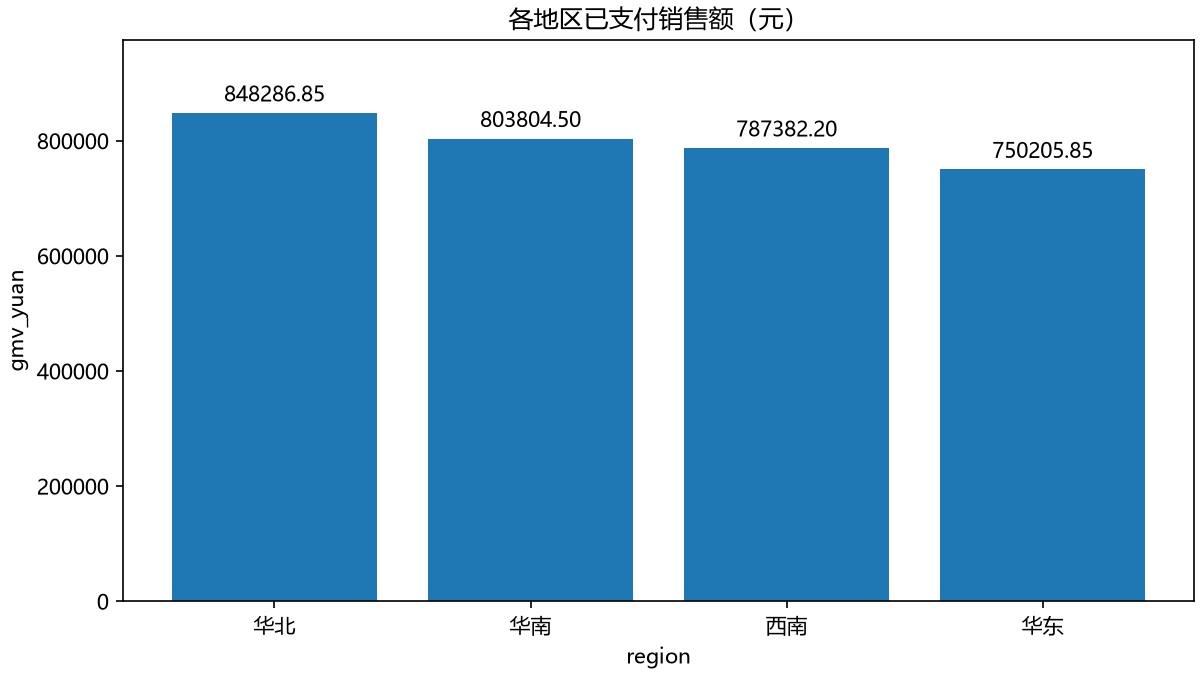 各地区已支付销售额（元）
848286.85
803804.50
787382.20
750205.85
800000
600000
400000
200000
0
gmv_yuan
华北
华南
西南
华东
region